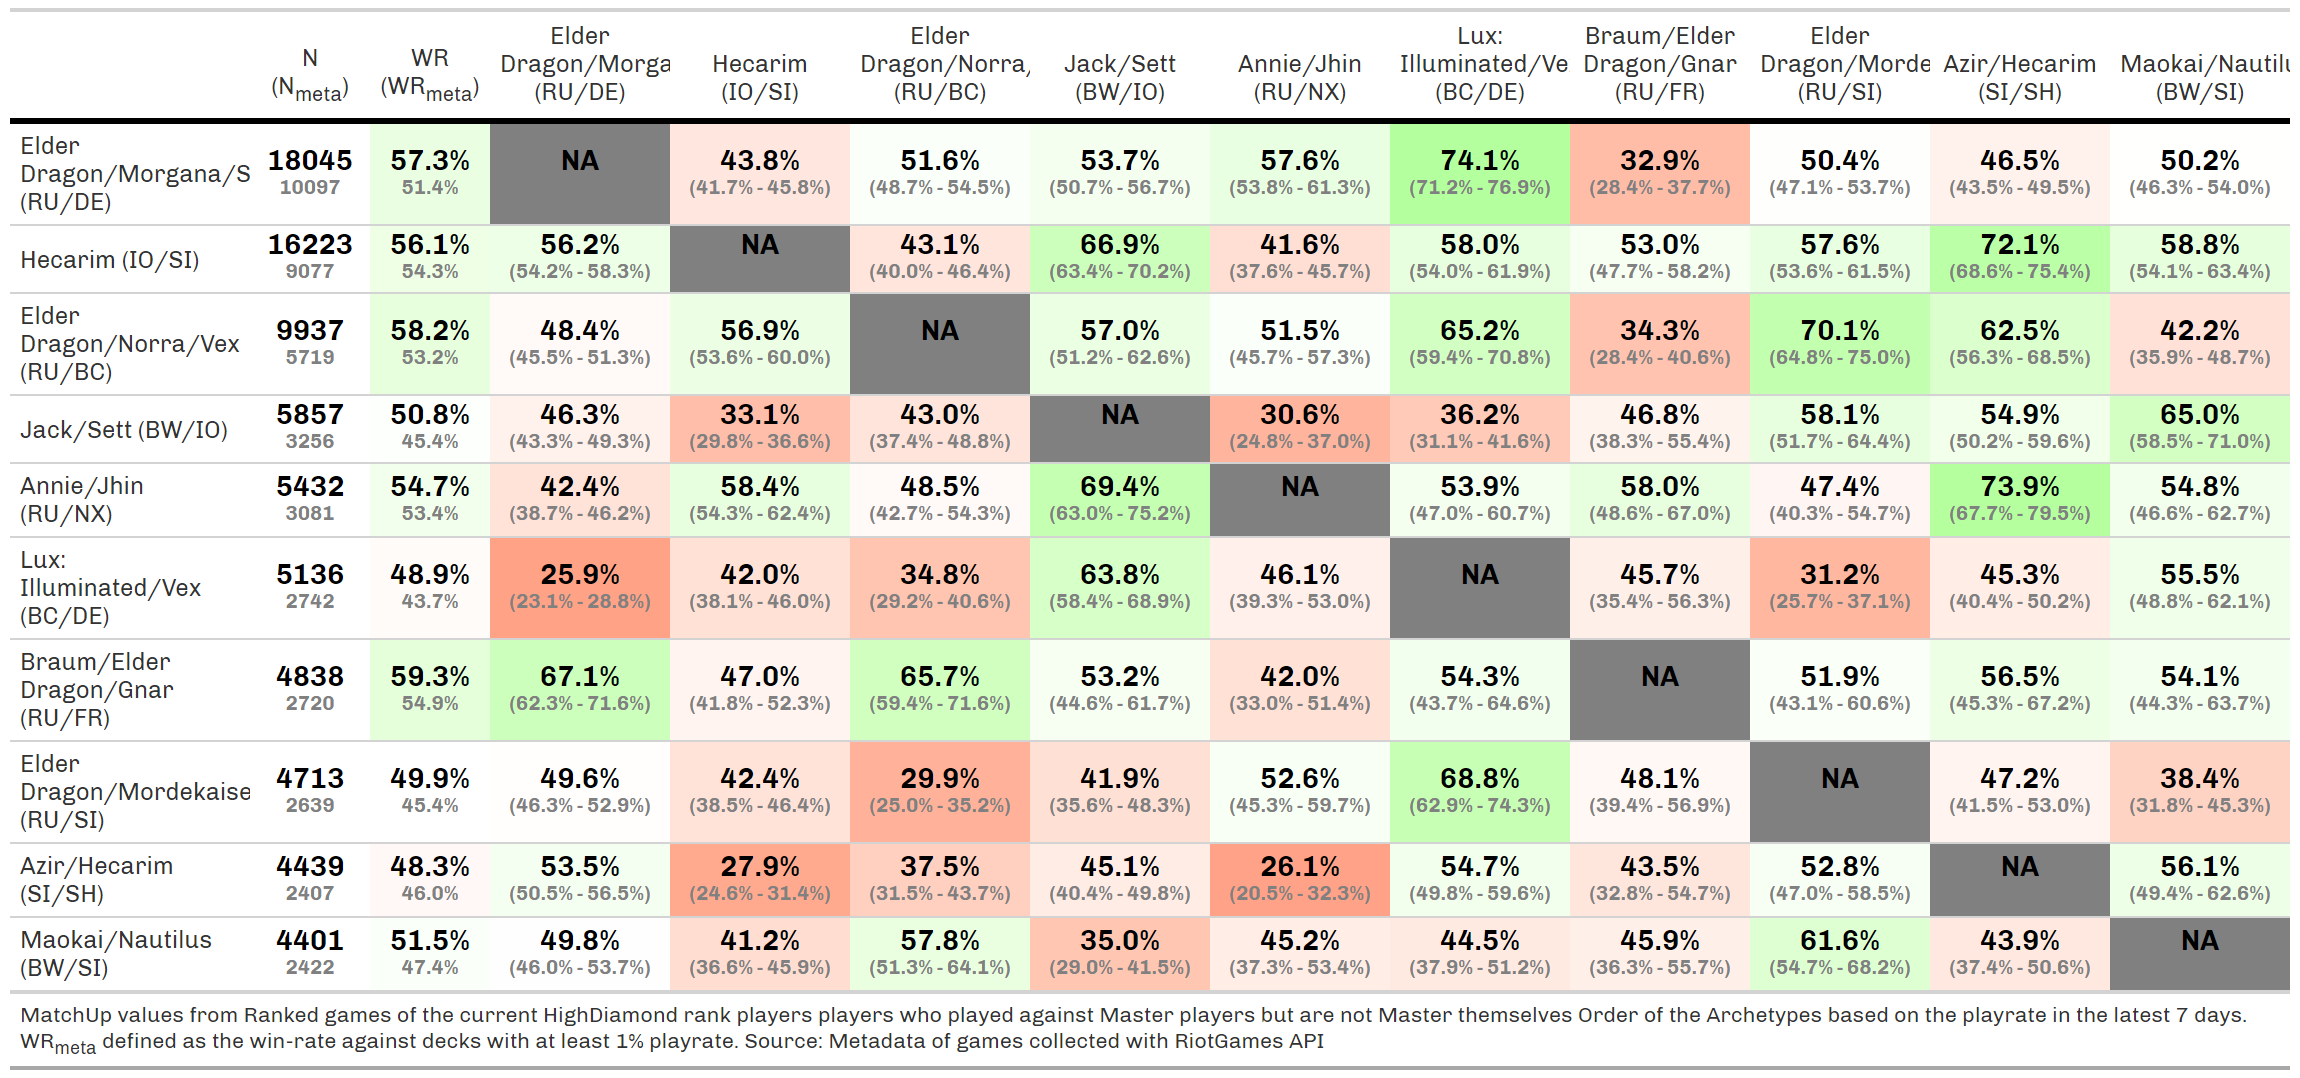 N (N_meta) WR (WR_meta) Elder Dragon/Morga (RU/DE) Hecarim (IO/SI) Elder Dragon/Norra/ (RU/BC) Jack/Sett (BW/IO) Annie/Jhin (RU/NX) Lux: Illuminated/Ve (BC/DE) Braum/Elder Dragon/Gnar (RU/FR) Elder Dragon/Morde (RU/SI) Azir/Hecarim (SI/SH) Maokai/Nautilu (BW/SI)
Elder Dragon/Morgana/S (RU/DE) 18045 10097 57.3% 51.4% NA 43.8% (41.7% - 45.8%) 51.6% (48.7% - 54.5%) 53.7% (50.7% - 56.7%) 57.6% (53.8% - 61.3%) 74.1% (71.2% - 76.9%) 32.9% (28.4% - 37.7%) 50.4% (47.1% - 53.7%) 46.5% (43.5% - 49.5%) 50.2% (46.3% - 54.0%)
Hecarim (IO/SI) 16223 9077 56.1% 54.3% 56.2% (54.2% - 58.3%) NA 43.1% (40.0% - 46.4%) 66.9% (63.4% - 70.2%) 41.6% (37.6% - 45.7%) 58.0% (54.0% - 61.9%) 53.0% (47.7% - 58.2%) 57.6% (53.6% - 61.5%) 72.1% (68.6% - 75.4%) 58.8% (54.1% - 63.4%)
Elder Dragon/Norra/Vex (RU/BC) 9937 5719 58.2% 53.2% 48.4% (45.5% - 51.3%) 56.9% (53.6% - 60.0%) NA 57.0% (51.2% - 62.6%) 51.5% (45.7% - 57.3%) 65.2% (59.4% - 70.8%) 34.3% (28.4% - 40.6%) 70.1% (64.8% - 75.0%) 62.5% (56.3% - 68.5%) 42.2% (35.9% - 48.7%)
Jack/Sett (BW/IO) 5857 3256 50.8% 45.4% 46.3% (43.3% - 49.3%) 33.1% (29.8% - 36.6%) 43.0% (37.4% - 48.8%) NA 30.6% (24.8% - 37.0%) 36.2% (31.1% - 41.6%) 46.8% (38.3% - 55.4%) 58.1% (51.7% - 64.4%) 54.9% (50.2% - 59.6%) 65.0% (58.5% - 71.0%)
Annie/Jhin (RU/NX) 5432 3081 54.7% 53.4% 42.4% (38.7% - 46.2%) 58.4% (54.3% - 62.4%) 48.5% (42.7% - 54.3%) 69.4% (63.0% - 75.2%) NA 53.9% (47.0% - 60.7%) 58.0% (48.6% - 67.0%) 47.4% (40.3% - 54.7%) 73.9% (67.7% - 79.5%) 54.8% (46.6% - 62.7%)
Lux: Illuminated/Vex (BC/DE) 5136 2742 48.9% 43.7% 25.9% (23.1% - 28.8%) 42.0% (38.1% - 46.0%) 34.8% (29.2% - 40.6%) 63.8% (58.4% - 68.9%) 46.1% (39.3% - 53.0%) NA 45.7% (35.4% - 56.3%) 31.2% (25.7% - 37.1%) 45.3% (40.4% - 50.2%) 55.5% (48.8% - 62.1%)
Braum/Elder Dragon/Gnar (RU/FR) 4838 2720 59.3% 54.9% 67.1% (62.3% - 71.6%) 47.0% (41.8% - 52.3%) 65.7% (59.4% - 71.6%) 53.2% (44.6% - 61.7%) 42.0% (33.0% - 51.4%) 54.3% (43.7% - 64.6%) NA 51.9% (43.1% - 60.6%) 56.5% (45.3% - 67.2%) 54.1% (44.3% - 63.7%)
Elder Dragon/Mordekaise (RU/SI) 4713 2639 49.9% 45.4% 49.6% (46.3% - 52.9%) 42.4% (38.5% - 46.4%) 29.9% (25.0% - 35.2%) 41.9% (35.6% - 48.3%) 52.6% (45.3% - 59.7%) 68.8% (62.9% - 74.3%) 48.1% (39.4% - 56.9%) NA 47.2% (41.5% - 53.0%) 38.4% (31.8% - 45.3%)
Azir/Hecarim (SI/SH) 4439 2407 48.3% 46.0% 53.5% (50.5% - 56.5%) 27.9% (24.6% - 31.4%) 37.5% (31.5% - 43.7%) 45.1% (40.4% - 49.8%) 26.1% (20.5% - 32.3%) 54.7% (49.8% - 59.6%) 43.5% (32.8% - 54.7%) 52.8% (47.0% - 58.5%) NA 56.1% (49.4% - 62.6%)
Maokai/Nautilus (BW/SI) 4401 2422 51.5% 47.4% 49.8% (46.0% - 53.7%) 41.2% (36.6% - 45.9%) 57.8% (51.3% - 64.1%) 35.0% (29.0% - 41.5%) 45.2% (37.3% - 53.4%) 44.5% (37.9% - 51.2%) 45.9% (36.3% - 55.7%) 61.6% (54.7% - 68.2%) 43.9% (37.4% - 50.6%) NA
MatchUp values from Ranked games of the current HighDiamond rank players players who played against Master players but are not Master themselves Order of the Archetypes based on the playrate in the latest 7 days.
WR_meta defined as the win-rate against decks with at least 1% playrate. Source: Metadata of games collected with RiotGames API